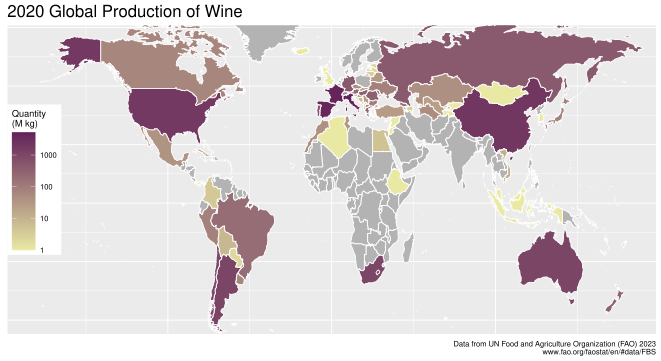 2020 Global Production of Wine
Quantity
(M kg)
1000
100
10
1
Data from UN Food and Agriculture Organization (FAO) 2023
www.fao.org/faostat/en/#data/FBS